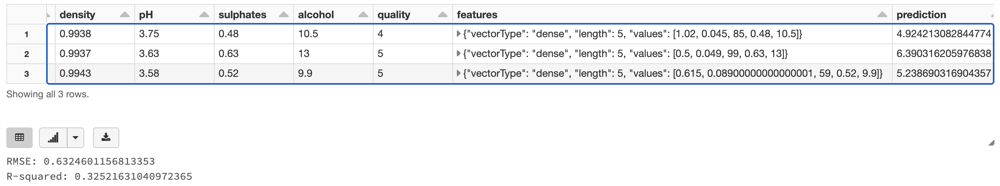 density pH sulphates alcohol quality features prediction
1 0.9938 3.75 0.48 10.5 4 {"vectorType": "dense", "length": 5, "values": [1.02, 0.045, 85, 0.48, 10.5]} 4.924213082844774
2 0.9937 3.63 0.63 13 5 {"vectorType": "dense", "length": 5, "values": [0.5, 0.049, 99, 0.63, 13]} 6.390316205976838
3 0.9943 3.58 0.52 9.9 5 {"vectorType": "dense", "length": 5, "values": [0.615, 0.08900000000000001, 59, 0.52, 9.9]} 5.238690316904357
Showing all 3 rows.
RMSE: 0.6324601156813353
R-squared: 0.32521631040972365